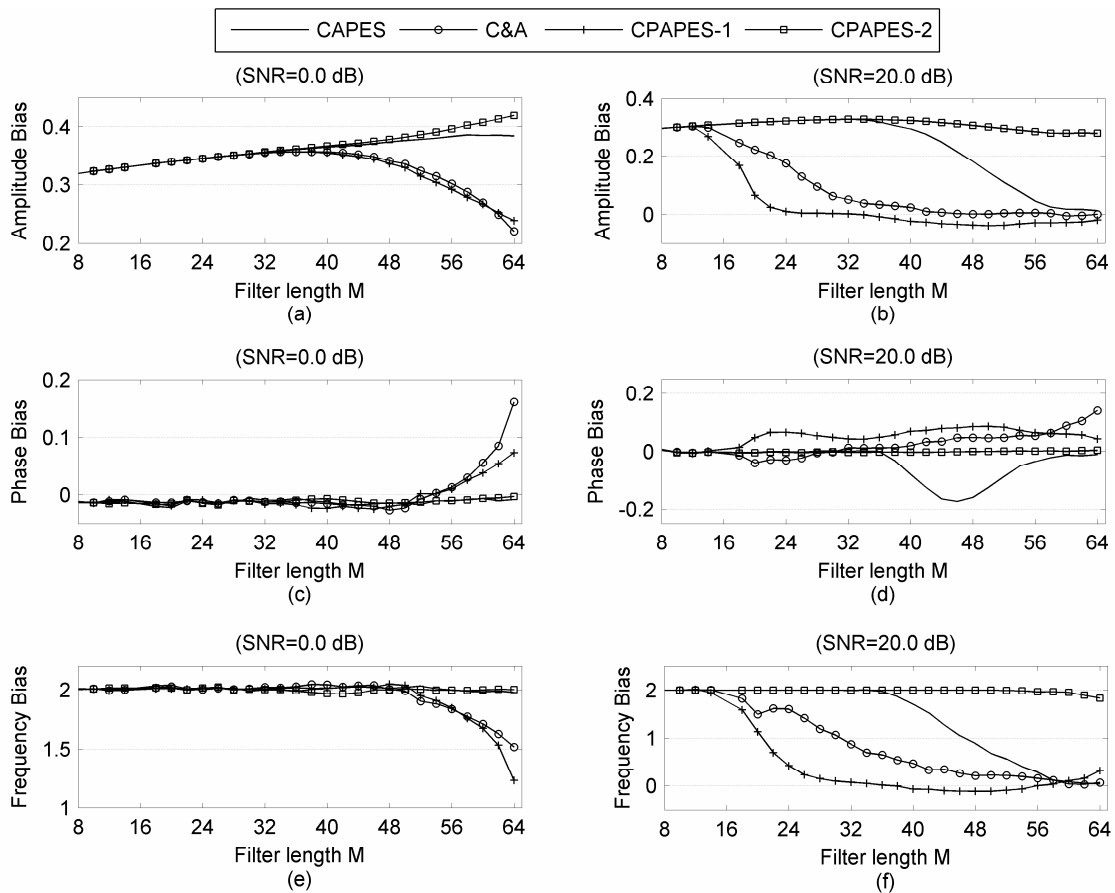 CAPES C&A CPAPES-1 CPAPES-2
(SNR=0.0 dB)
Amplitude Bias
0.4
0.3
0.2
8 16 24 32 40 48 56 64
Filter length M
(a)
(SNR=20.0 dB)
Amplitude Bias
0.4
0.2
0
8 16 24 32 40 48 56 64
Filter length M
(b)
(SNR=0.0 dB)
Phase Bias
0.2
0.1
0
8 16 24 32 40 48 56 64
Filter length M
(c)
(SNR=20.0 dB)
Phase Bias
0.2
0
-0.2
8 16 24 32 40 48 56 64
Filter length M
(d)
(SNR=0.0 dB)
Frequency Bias
2
1.5
1
8 16 24 32 40 48 56 64
Filter length M
(e)
(SNR=20.0 dB)
Frequency Bias
2
1
0
8 16 24 32 40 48 56 64
Filter length M
(f)